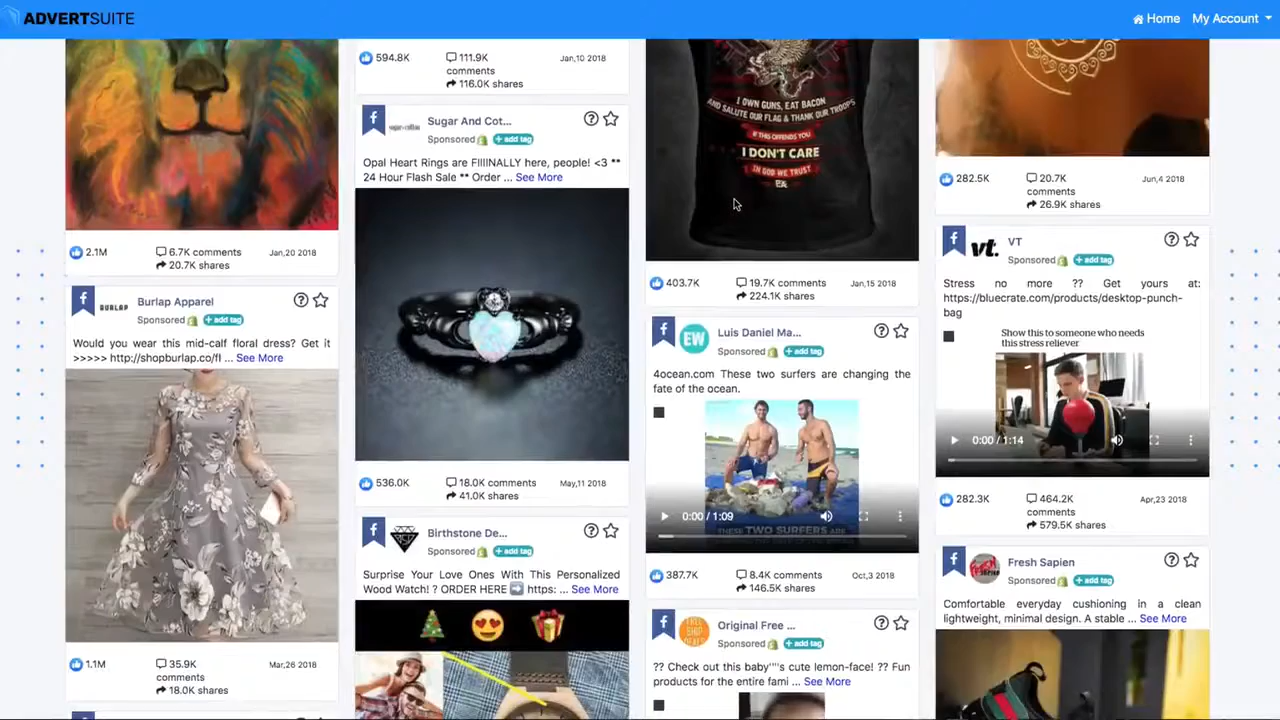 ADVERTSUITE
Home
My Account
2.1M
6.7K comments
20.7K shares
Jan,20 2018
BURLAP
Burlap Apparel
Sponsored
+ add tag
Would you wear this mid-calf floral dress? Get it
>>>>> http://shopburlap.co/fl ... See More
1.1M
35.9K
comments
18.0K shares
Mar,26 2018
594.8K
111.9K
comments
116.0K shares
Jan,10 2018
Sugar And Cot...
Sponsored
+ add tag
Opal Heart Rings are FIIIINALLY here, people! <3 **
24 Hour Flash Sale ** Order ... See More
536.0K
18.0K comments
41.0K shares
May,11 2018
Birthstone De...
Sponsored
+ add tag
Surprise Your Love Ones With This Personalized
Wood Watch! ? ORDER HERE ➡ https: ... See More
I OWN GUNS, EAT BACON
AND SALUTE OUR FLAG & THANK OUR TROOPS
IF THIS OFFENDS YOU
I DON'T CARE
IN GOD WE TRUST
403.7K
19.7K comments
224.1K shares
Jan,15 2018
EW
Luis Daniel Ma...
Sponsored
+ add tag
4ocean.com These two surfers are changing the
fate of the ocean.
0:00 / 1:09
THESE TWO SURFERS ARE
387.7K
8.4K comments
146.5K shares
Oct,3 2018
FREE
SHIP
DEALS
Original Free ...
Sponsored
+ add tag
?? Check out this baby''''s cute lemon-face! ?? Fun
products for the entire fami ... See More
282.5K
20.7K
comments
26.9K shares
Jun,4 2018
vt.
VT
Sponsored
+ add tag
Stress no more ?? Get yours at:
https://bluecrate.com/products/desktop-punch-
bag
Show this to someone who needs
this stress reliever
0:00 / 1:14
282.3K
464.2K
comments
579.5K shares
Apr,23 2018
Fresh Sapien
Sponsored
+ add tag
Comfortable everyday cushioning in a clean
lightweight, minimal design. A stable ... See More